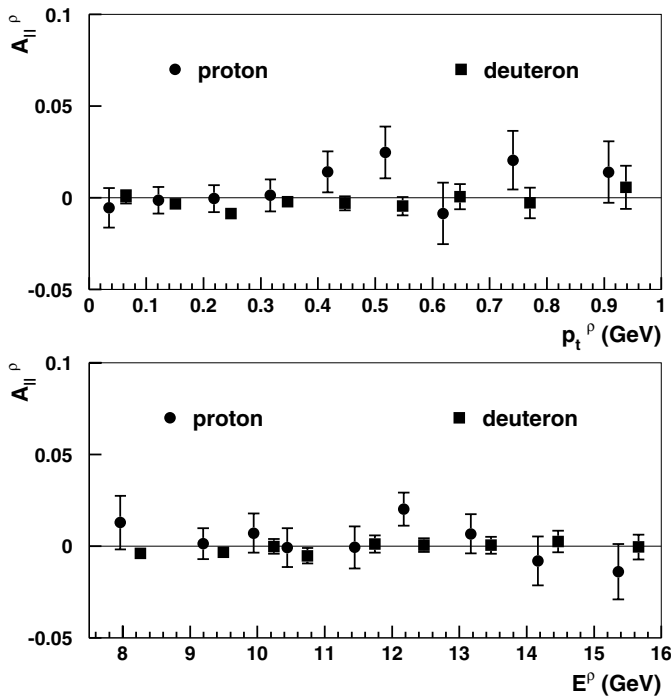 A||ρ
0.1
proton deuteron
0.05
0
-0.05
0 0.1 0.2 0.3 0.4 0.5 0.6 0.7 0.8 0.9 1
ptρ (GeV)
A||ρ
0.1
proton deuteron
0.05
0
-0.05
8 9 10 11 12 13 14 15 16
Eρ (GeV)